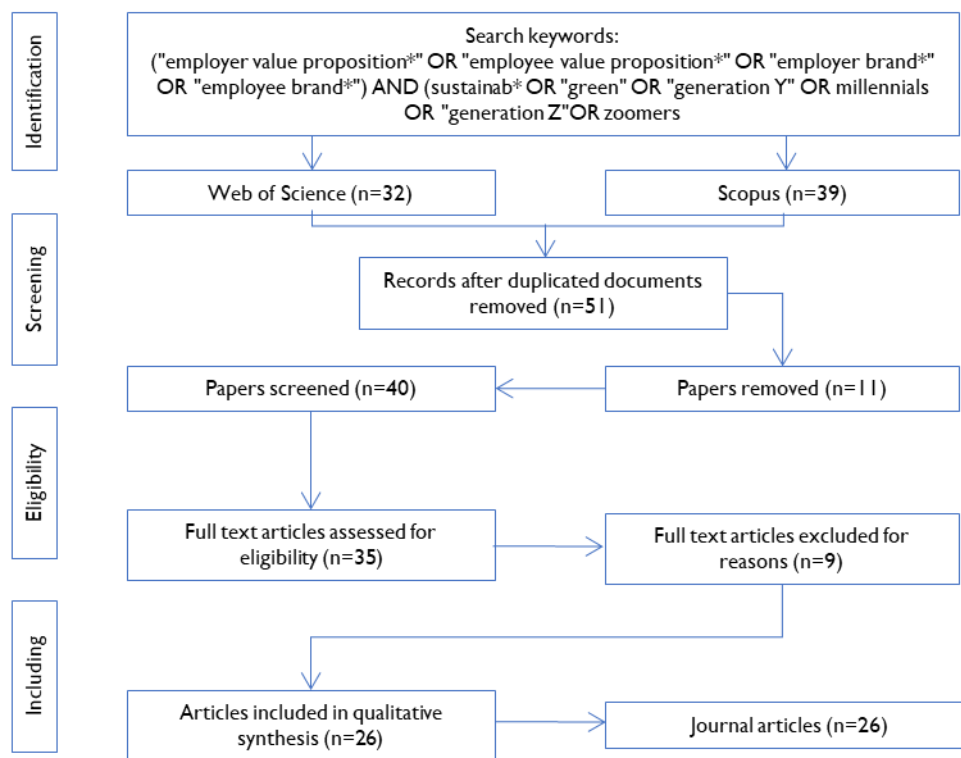 Identification
Search keywords:
("employer value proposition*" OR "employee value proposition*" OR "employer brand*"
OR "employee brand*") AND (sustainab* OR "green" OR "generation Y" OR millennials
OR "generation Z"OR zoomers
Web of Science (n=32)
Scopus (n=39)
Screening
Records after duplicated documents
removed (n=51)
Papers screened (n=40)
Papers removed (n=11)
Eligibility
Full text articles assessed for
eligibility (n=35)
Full text articles excluded for
reasons (n=9)
Including
Articles included in qualitative
synthesis (n=26)
Journal articles (n=26)